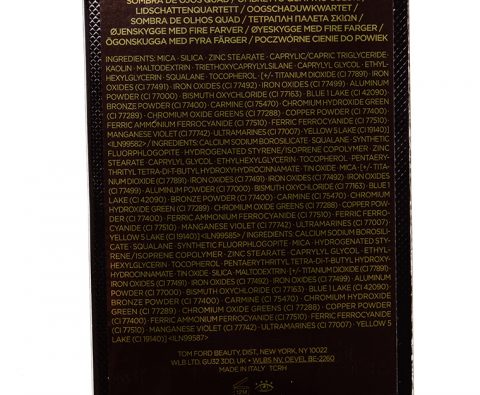 SOMBRA DE OJOS QUAD / OMBRETTO QUARTETTO /
LIDSCHATTENQUARTETT / OOGSCHADUWKWARTET /
SOMBRA DE OLHOS QUAD / ΤΕΤΡΑΠΛΗ ΠΑΛΕΤΑ ΣΚΙΩΝ /
ØJENSKYGGE MED FIRE FARVER / ØYESKYGGE MED FIRE FARGER /
ÖGONSKUGGA MED FYRA FÄRGER / POCZWÓRNE CIENIE DO POWIEK
INGREDIENTS: MICA · SILICA · ZINC STEARATE · CAPRYLIC/CAPRIC TRIGLYCERIDE ·
KAOLIN · MALTODEXTRIN · TRIETHOXYCAPRYLYLSILANE · CAPRYLYL GLYCOL · ETHYL-
HEXYLGLYCERIN · SQUALANE · TOCOPHEROL · [+/- TITANIUM DIOXIDE (CI 77891) · IRON
OXIDES (CI 77491) · IRON OXIDES (CI 77492) · IRON OXIDES (CI 77499) · ALUMINUM
POWDER (CI 77000) · BISMUTH OXYCHLORIDE (CI 77163) · BLUE 1 LAKE (CI 42090) ·
BRONZE POWDER (CI 77400) · CARMINE (CI 75470) · CHROMIUM HYDROXIDE GREEN
(CI 77289) · CHROMIUM OXIDE GREENS (CI 77288) · COPPER POWDER (CI 77400) ·
FERRIC AMMONIUM FERROCYANIDE (CI 77510) · FERRIC FERROCYANIDE (CI 77510) ·
MANGANESE VIOLET (CI 77742) · ULTRAMARINES (CI 77007) · YELLOW 5 LAKE (CI 19140)]
<ILN99582> / INGREDIENTS: CALCIUM SODIUM BOROSILICATE · SQUALANE · SYNTHETIC
FLUORPHLOGOPITE · HYDROGENATED STYRENE/ISOPRENE COPOLYMER · ZINC
STEARATE · CAPRYLYL GLYCOL · ETHYLHEXYLGLYCERIN · TOCOPHEROL · PENTAERY-
THRITYL TETRA-DI-T-BUTYL HYDROXYHYDROCINNAMATE · TIN OXIDE · MICA · [+/- TITAN-
IUM DIOXIDE (CI 77891) · IRON OXIDES (CI 77491) · IRON OXIDES (CI 77492) · IRON OXIDES
(CI 77499) · ALUMINUM POWDER (CI 77000) · BISMUTH OXYCHLORIDE (CI 77163) · BLUE 1
LAKE (CI 42090) · BRONZE POWDER (CI 77400) · CARMINE (CI 75470) · CHROMIUM
HYDROXIDE GREEN (CI 77289) · CHROMIUM OXIDE GREENS (CI 77288) · COPPER POW-
DER (CI 77400) · FERRIC AMMONIUM FERROCYANIDE (CI 77510) · FERRIC FERROCYANIDE
(CI 77510) · MANGANESE VIOLET (CI 77742) · ULTRAMARINES (CI 77007) ·
YELLOW 5 LAKE (CI 19140)] <ILN99585> / INGREDIENTS: CALCIUM SODIUM BOROSILI-
CATE · SQUALANE · SYNTHETIC FLUORPHLOGOPITE · MICA · HYDROGENATED STYR-
ENE/ISOPRENE COPOLYMER · ZINC STEARATE · CAPRYLYL GLYCOL · ETHYL-
HEXYLGLYCERIN · TOCOPHEROL · PENTAERYTHRITYL TETRA-DI-T-BUTYL HYDROXY-
HYDROCINNAMATE · TIN OXIDE · SILICA · MALTODEXTRIN · [+/- TITANIUM DIOXIDE (CI 77891) ·
IRON OXIDES (CI 77491) · IRON OXIDES (CI 77492) · IRON OXIDES (CI 77499) · ALUMINUM
POWDER (CI 77000) · BISMUTH OXYCHLORIDE (CI 77163) · BLUE 1 LAKE (CI 42090) ·
BRONZE POWDER (CI 77400) · CARMINE (CI 75470) · CHROMIUM HYDROXIDE
GREEN (CI 77289) · CHROMIUM OXIDE GREENS (CI 77288) · COPPER POWDER
(CI 77400) · FERRIC AMMONIUM FERROCYANIDE (CI 77510) · FERRIC FERROCYANIDE
(CI 77510) · MANGANESE VIOLET (CI 77742) · ULTRAMARINES (CI 77007) · YELLOW 5
LAKE (CI 19140)] <ILN99587>
TOM FORD BEAUTY, DIST, NEW YORK, NY 10022
WLB LTD, GU32 3DD, UK · WLBS NV, OEVEL BE-2260
MADE IN ITALY TCRH